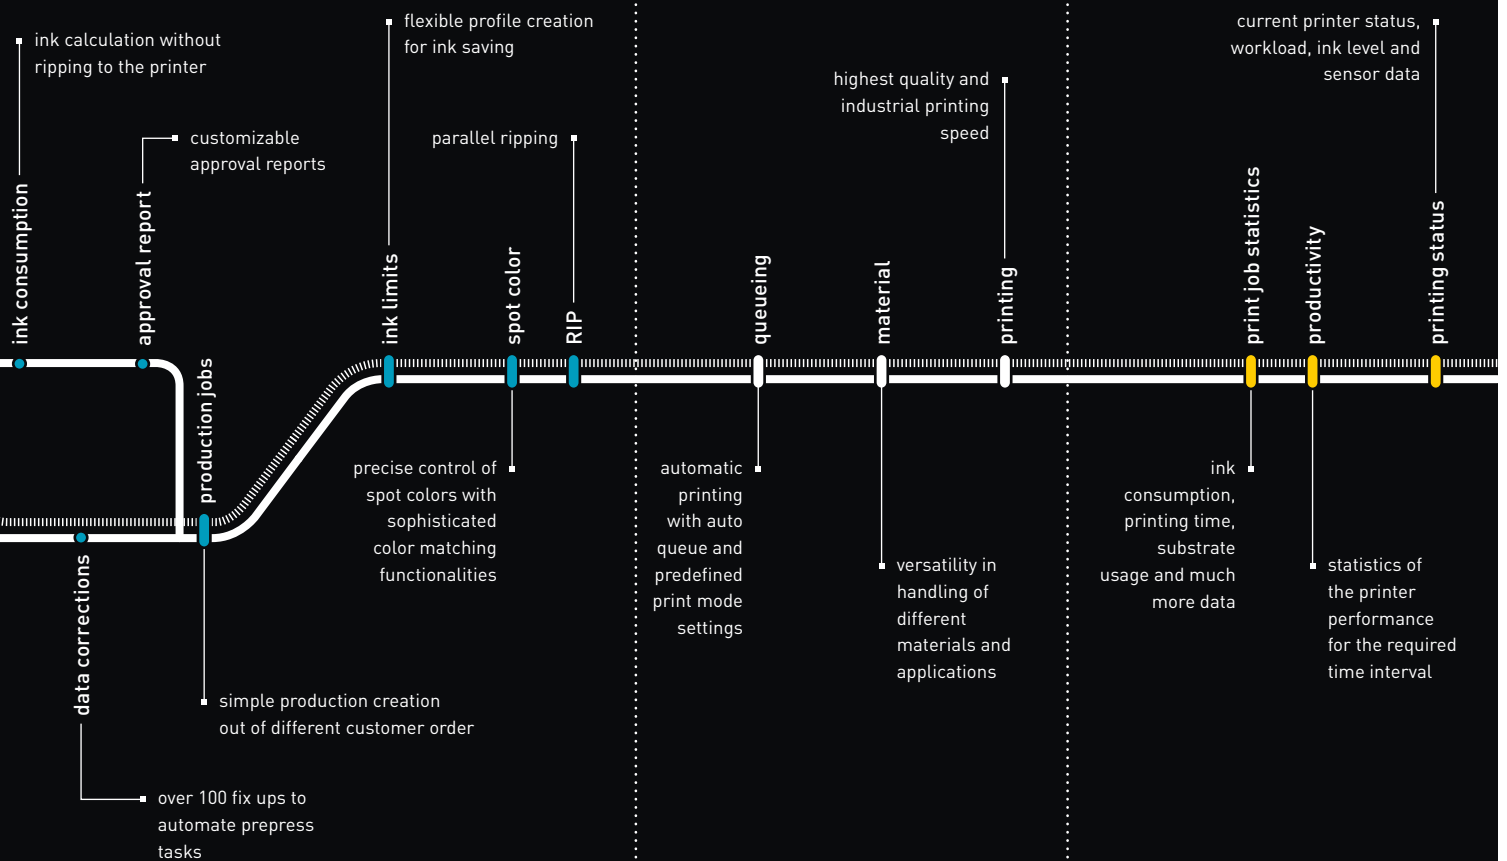 ink calculation without
ripping to the printer
ink consumption
customizable
approval reports
approval report
production jobs
simple production creation
out of different customer order
data corrections
over 100 fix ups to
automate prepress
tasks
flexible profile creation
for ink saving
ink limits
precise control of
spot colors with
sophisticated
color matching
functionalities
spot color
parallel ripping
RIP
queueing
automatic
printing
with auto
queue and
predefined
print mode
settings
material
versatility in
handling of
different
materials and
applications
highest quality and
industrial printing
speed
printing
print job statistics
ink
consumption,
printing time,
substrate
usage and much
more data
productivity
statistics of
the printer
performance
for the required
time interval
current printer status,
workload, ink level and
sensor data
printing status